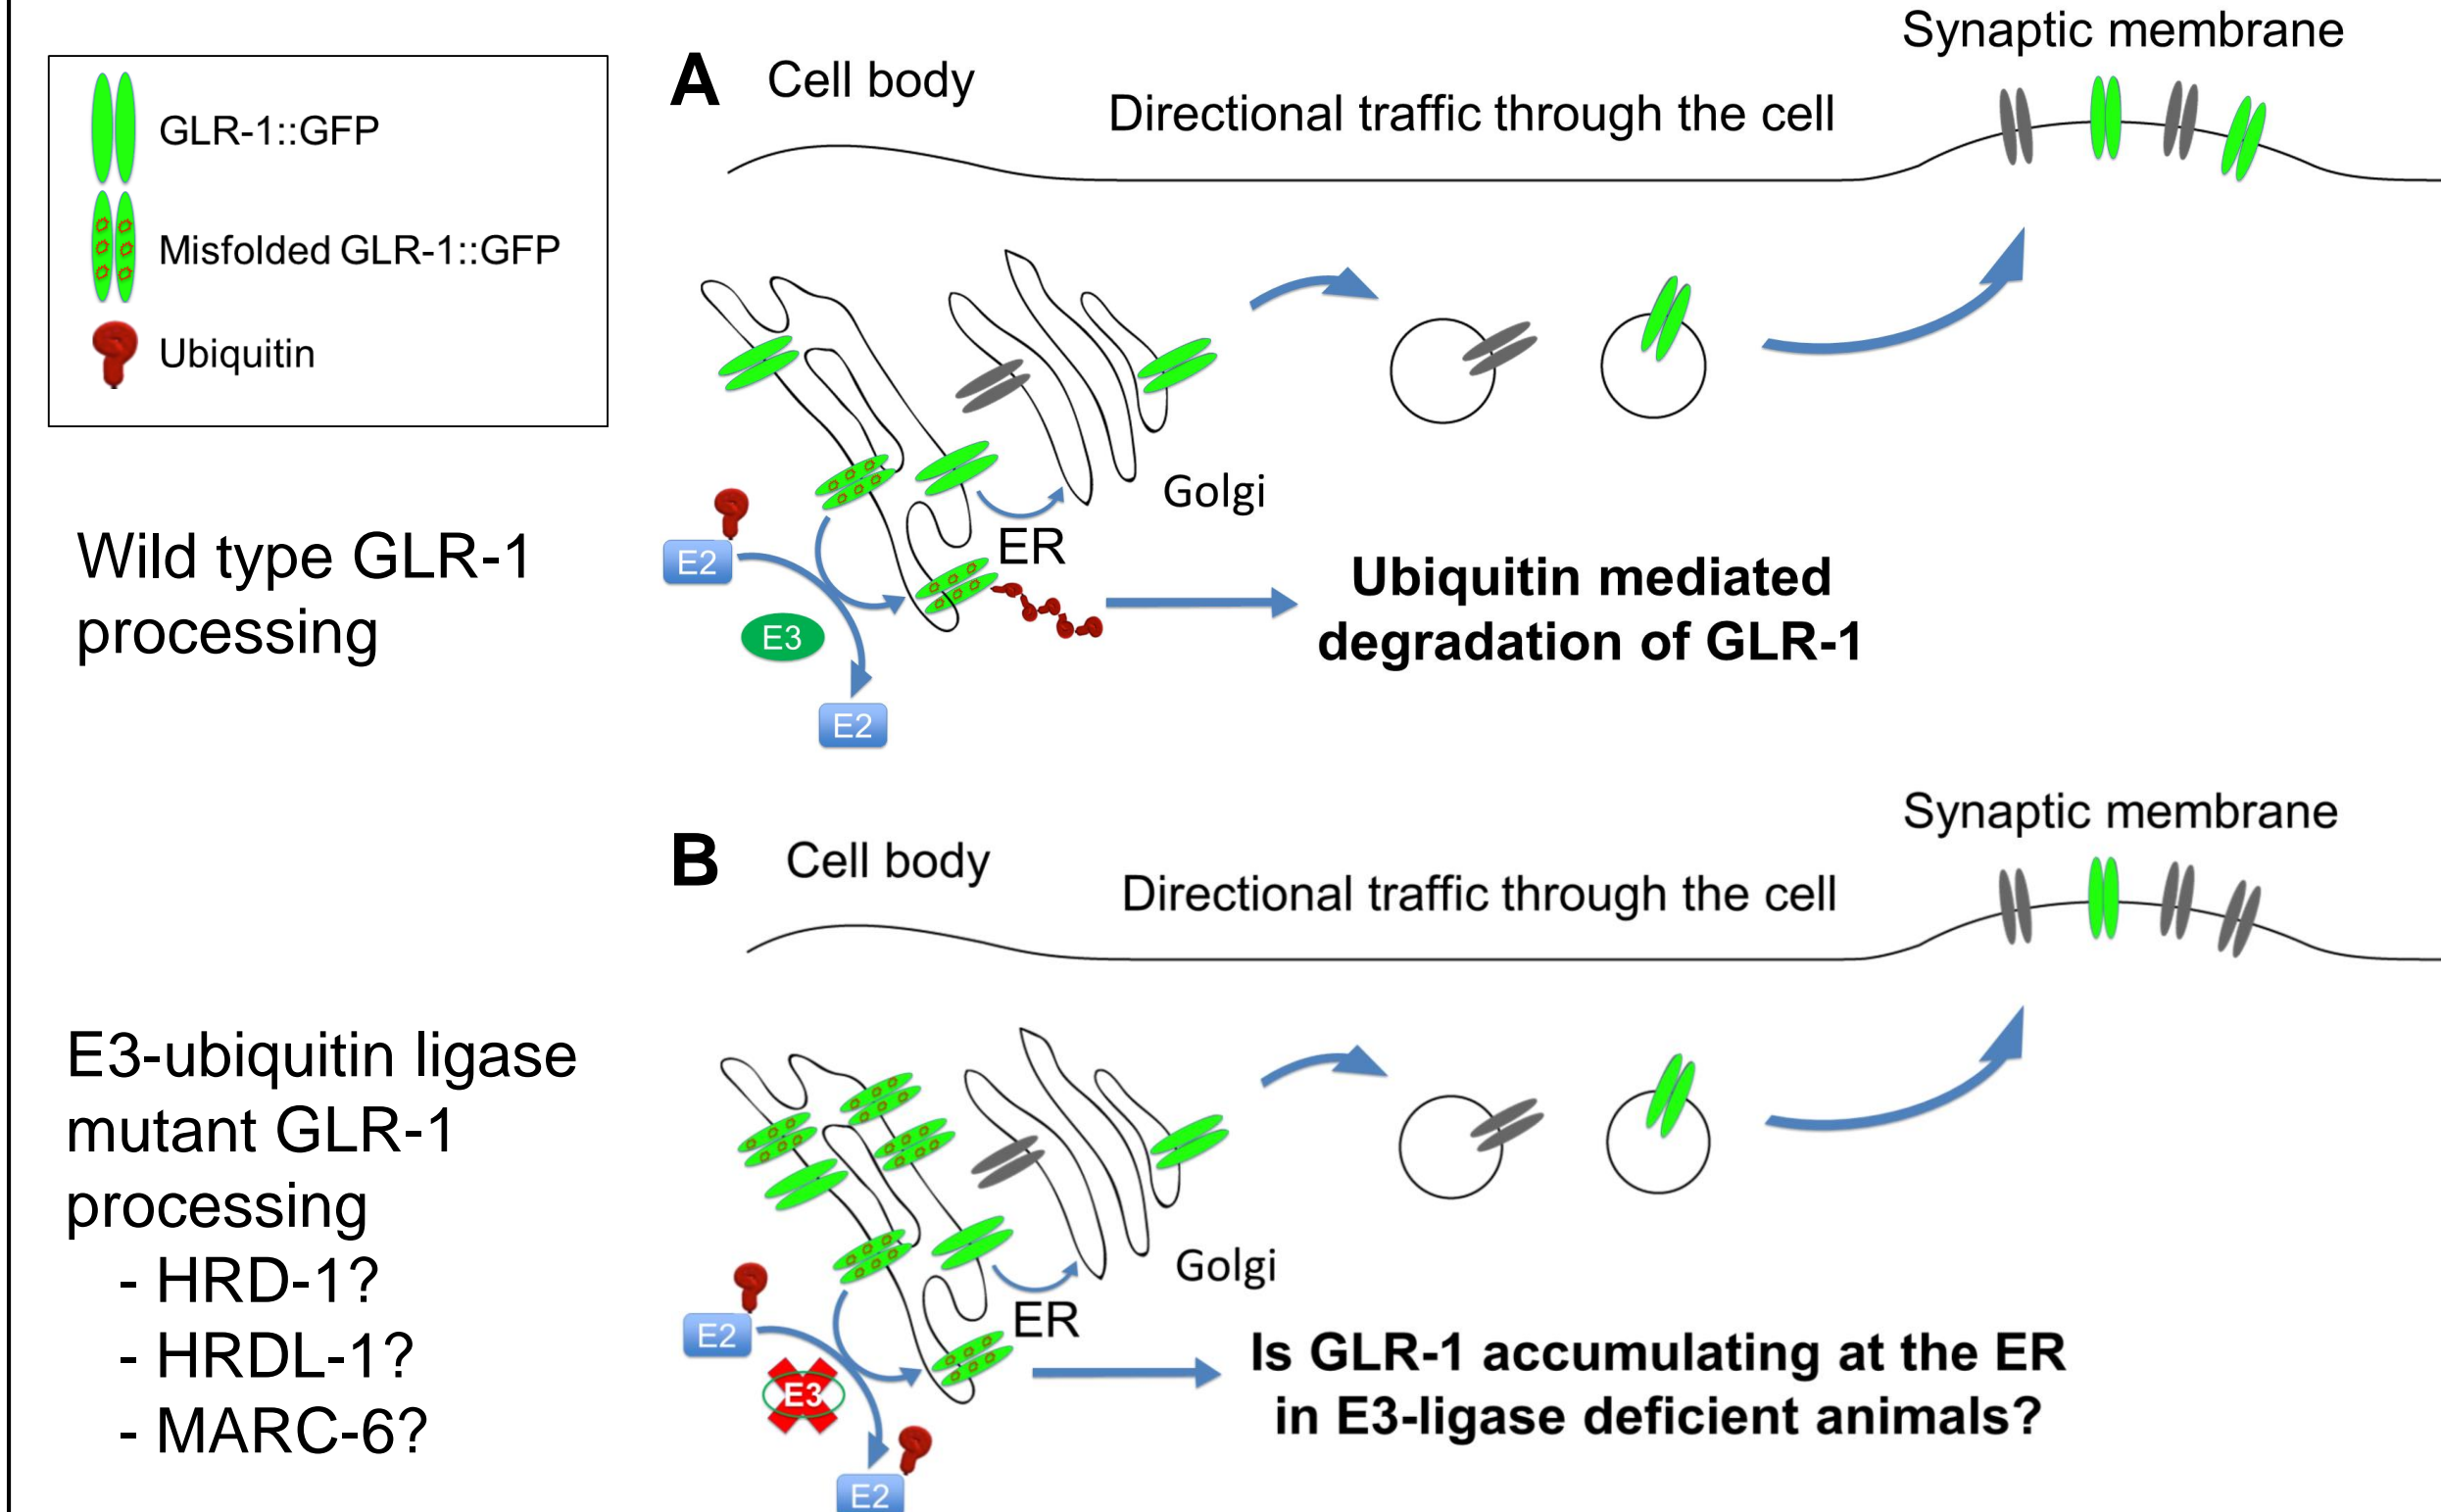 GLR-1::GFP
Misfolded GLR-1::GFP
Ubiquitin
Wild type GLR-1
processing
A
Cell body
Directional traffic through the cell
Synaptic membrane
Golgi
ER
E2
E3
E2
Ubiquitin mediated
degradation of GLR-1
E3-ubiquitin ligase
mutant GLR-1
processing
- HRD-1?
- HRDL-1?
- MARC-6?
B
Cell body
Directional traffic through the cell
Synaptic membrane
Golgi
ER
E2
E3
E2
Is GLR-1 accumulating at the ER
in E3-ligase deficient animals?